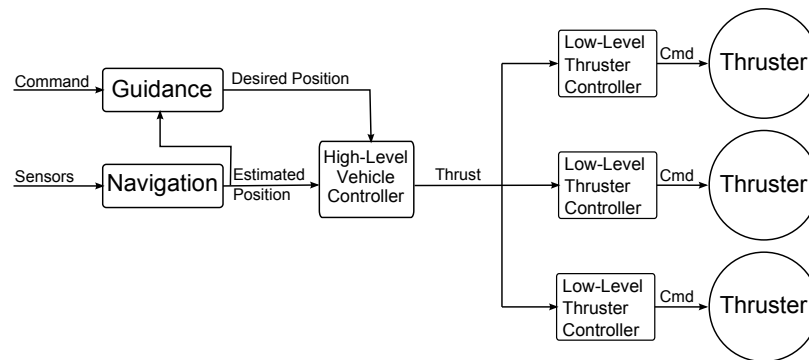 Command
Guidance
Desired Position
Sensors
Navigation
Estimated
Position
High-Level
Vehicle
Controller
Thrust
Low-Level
Thruster
Controller
Cmd
Thruster
Low-Level
Thruster
Controller
Cmd
Thruster
Low-Level
Thruster
Controller
Cmd
Thruster